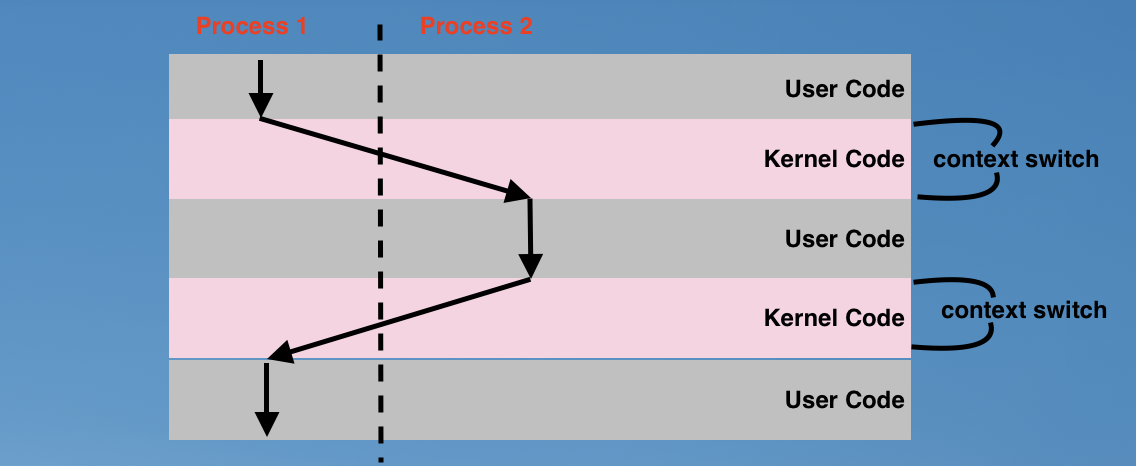 Process 1
Process 2
User Code
Kernel Code
context switch
User Code
Kernel Code
context switch
User Code